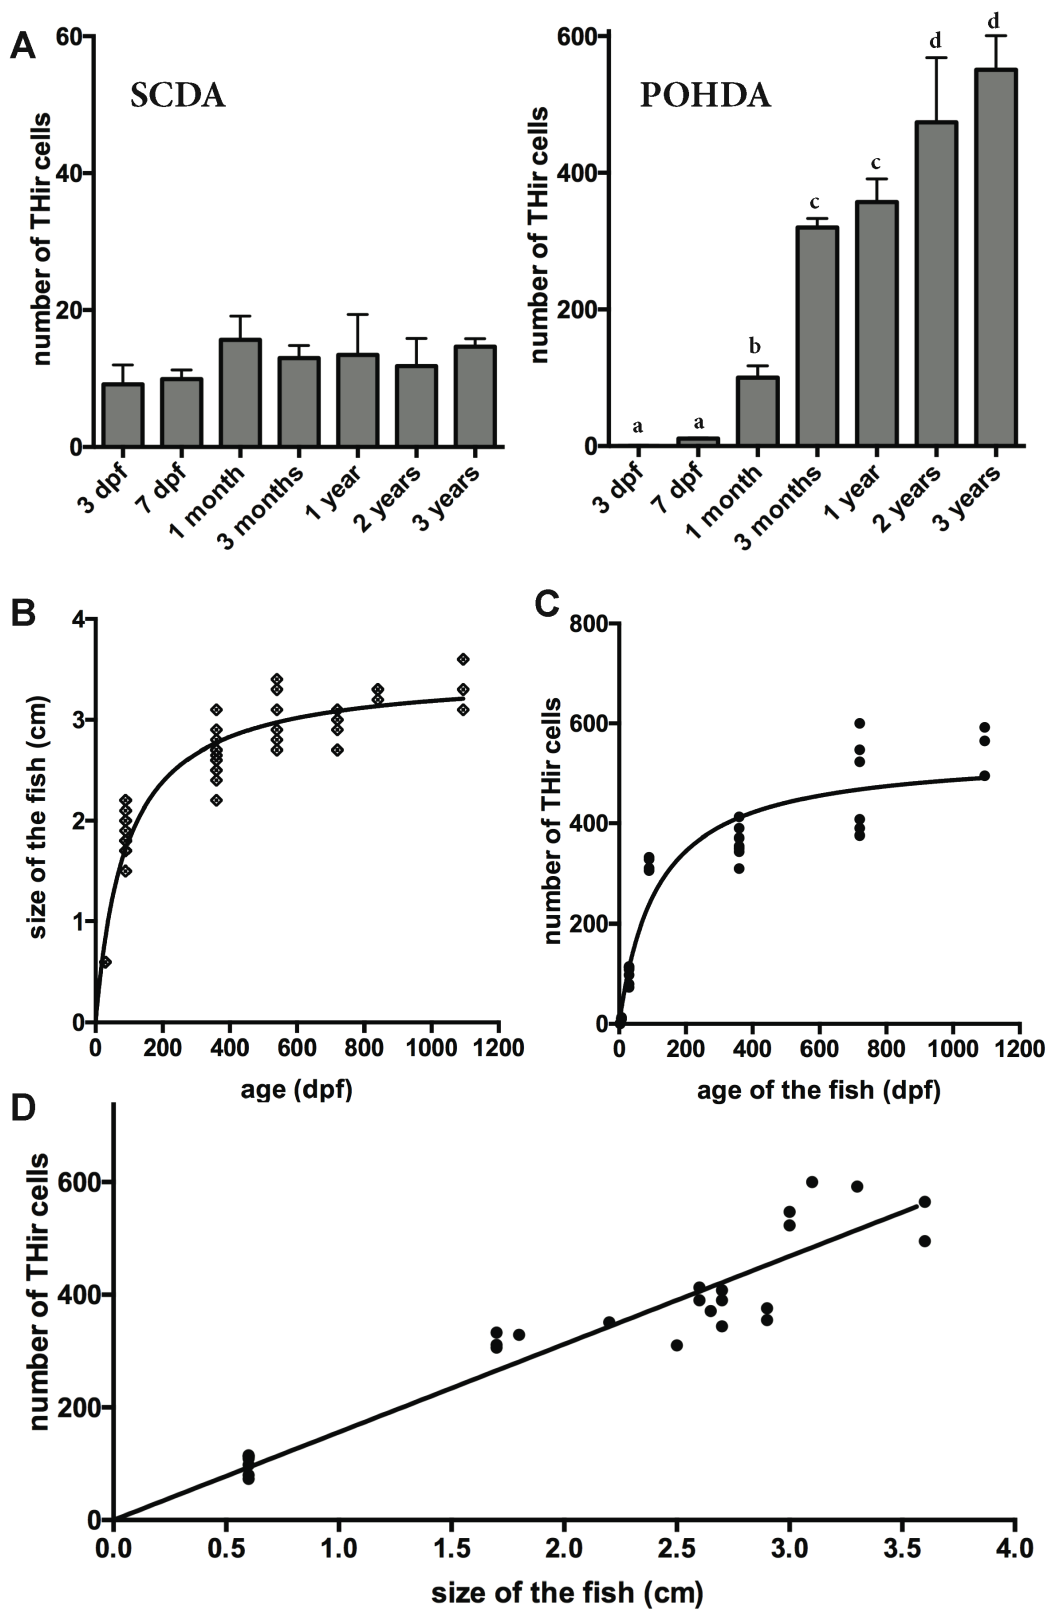 A
SCDA
number of THir cells
60
40
20
0
3 dpf
7 dpf
1 month
3 months
1 year
2 years
3 years
POHDA
number of THir cells
600
400
200
0
a
a
b
c
c
d
d
3 dpf
7 dpf
1 month
3 months
1 year
2 years
3 years
B
size of the fish (cm)
4
3
2
1
0
0 200 400 600 800 1000 1200
age (dpf)
C
number of THir cells
800
600
400
200
0
0 200 400 600 800 1000 1200
age of the fish (dpf)
D
number of THir cells
600
400
200
0
0.0 0.5 1.0 1.5 2.0 2.5 3.0 3.5 4.0
size of the fish (cm)